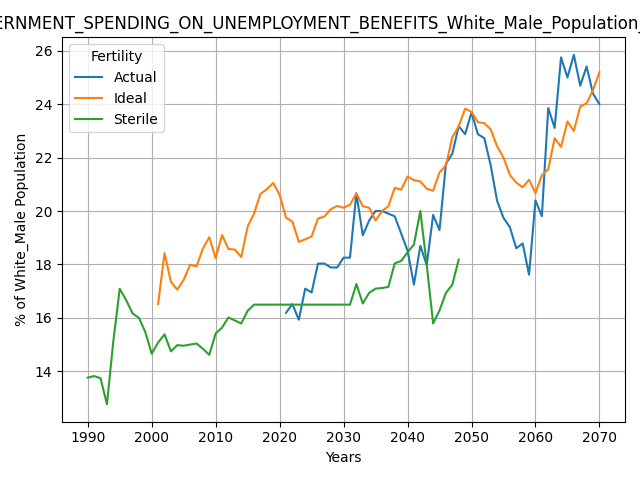 ERNMENT_SPENDING_ON_UNEMPLOYMENT_BENEFITS_White_Male_Population_
Fertility
Actual
Ideal
Sterile
% of White_Male Population
26
24
22
20
18
16
14
1990 2000 2010 2020 2030 2040 2050 2060 2070
Years